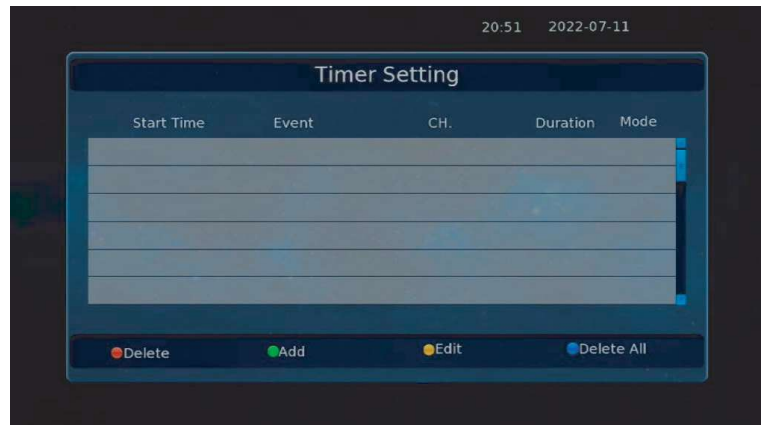 20:51 2022-07-11
Timer Setting
Start Time Event CH. Duration Mode
Delete Add Edit Delete All